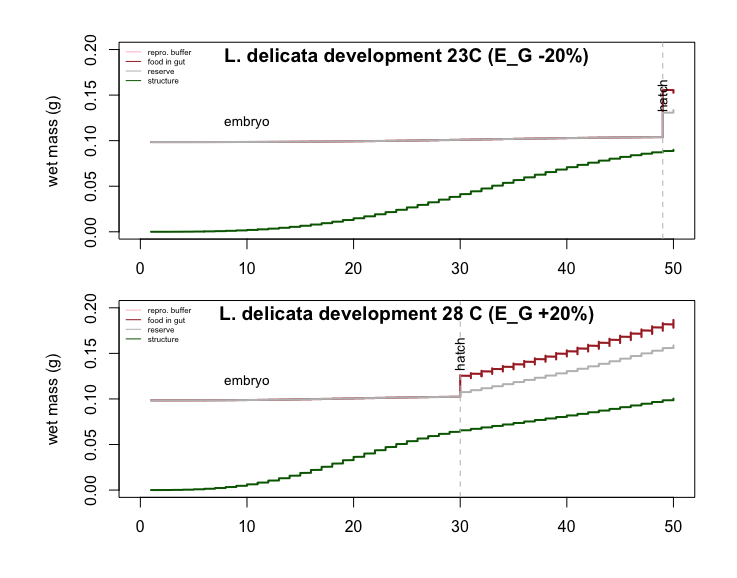 L. delicata development 23C (E_G -20%)
repro. buffer
food in gut
reserve
structure
embryo
hatch
wet mass (g)
0.20
0.15
0.10
0.05
0.00
0 10 20 30 40 50
L. delicata development 28 C (E_G +20%)
repro. buffer
food in gut
reserve
structure
embryo
hatch
wet mass (g)
0.20
0.15
0.10
0.05
0.00
0 10 20 30 40 50